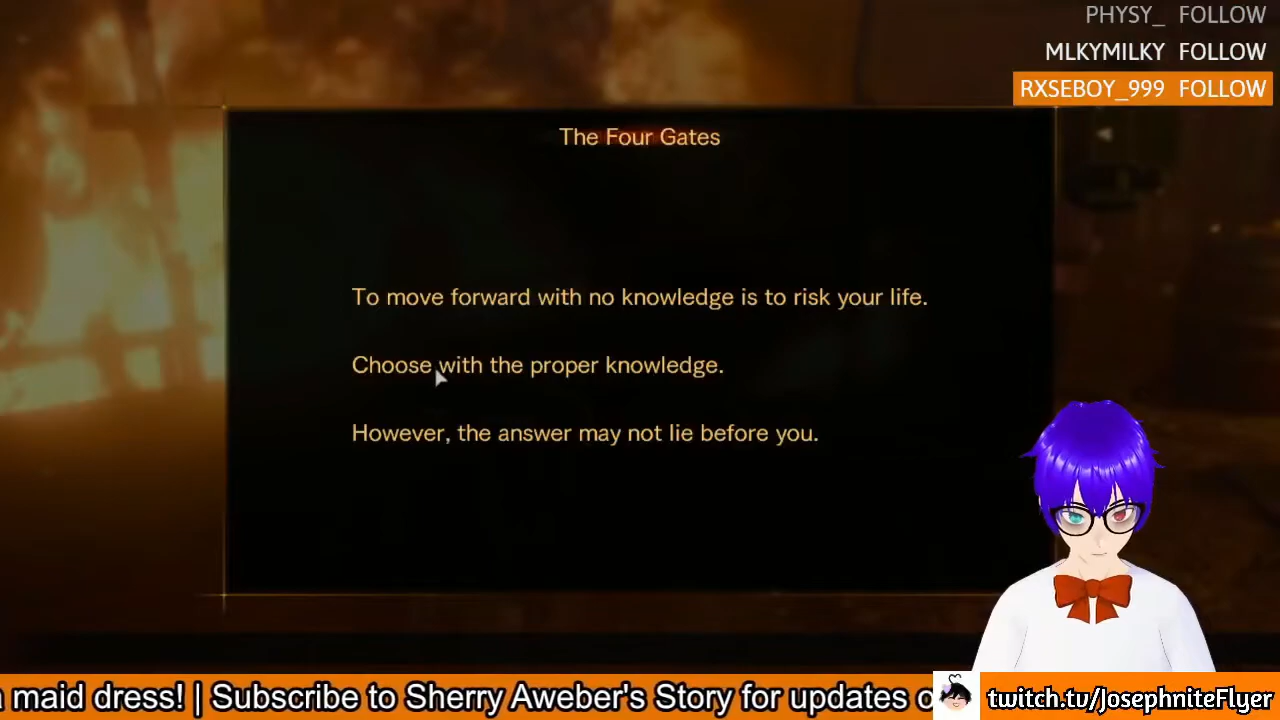 PHYSY_ FOLLOW
MLKYMILKY FOLLOW
RXSEBOY_999 FOLLOW
The Four Gates
To move forward with no knowledge is to risk your life.
Choose with the proper knowledge.
However, the answer may not lie before you.
maid dress! | Subscribe to Sherry Aweber's Story for updates
twitch.tv/JosephniteFlyer